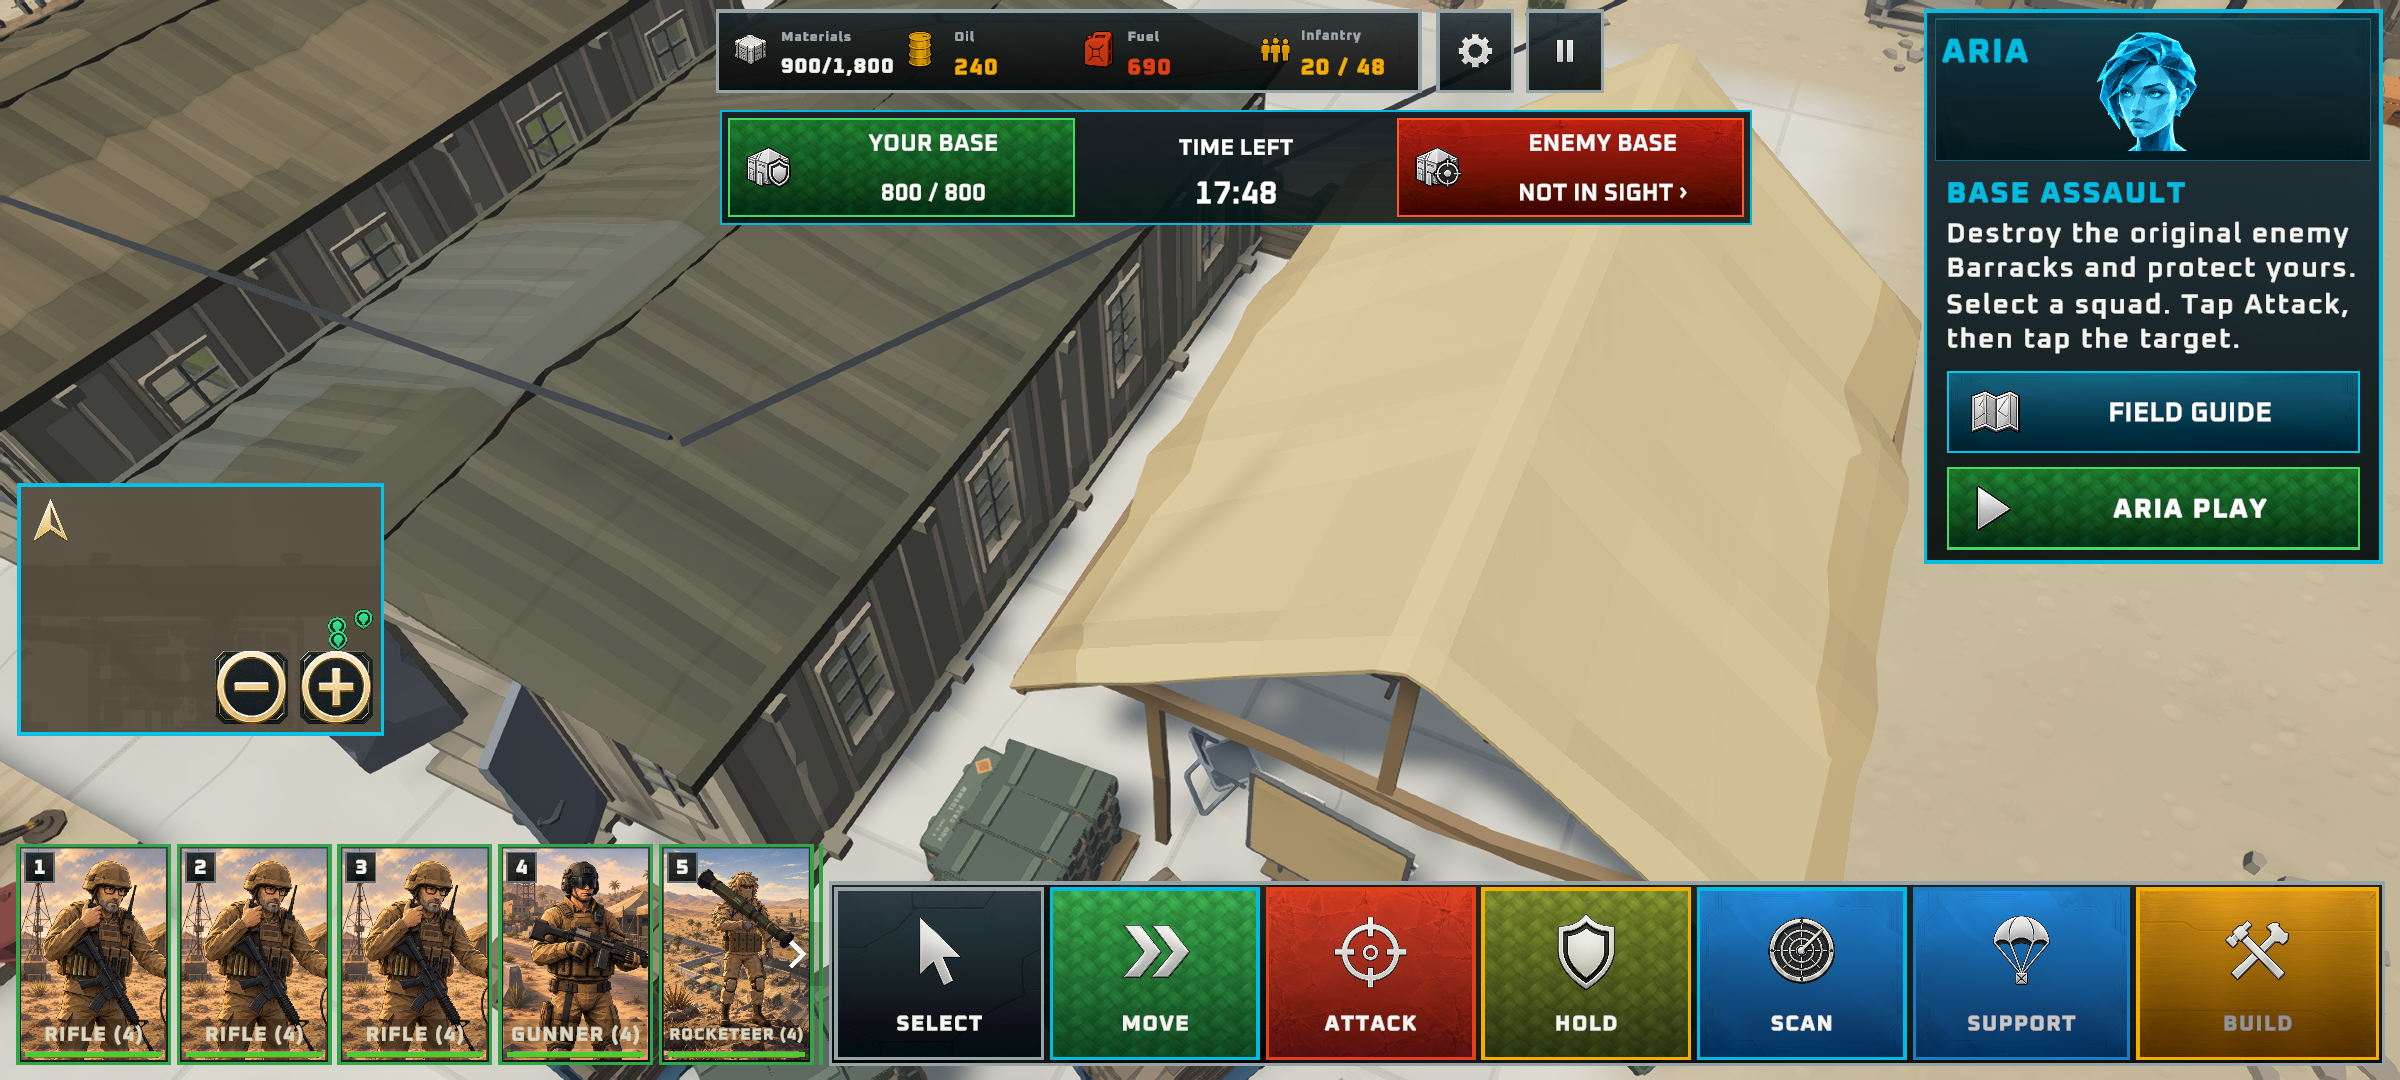 Materials
900/1,800
Oil
240
Fuel
690
Infantry
20 / 48
YOUR BASE
800 / 800
TIME LEFT
17:48
ENEMY BASE
NOT IN SIGHT ›
ARIA
BASE ASSAULT
Destroy the original enemy
Barracks and protect yours.
Select a squad. Tap Attack,
then tap the target.
FIELD GUIDE
ARIA PLAY
1
RIFLE (4)
2
RIFLE (4)
3
RIFLE (4)
4
GUNNER (4)
5
ROCKETEER (4)
SELECT
MOVE
ATTACK
HOLD
SCAN
SUPPORT
BUILD